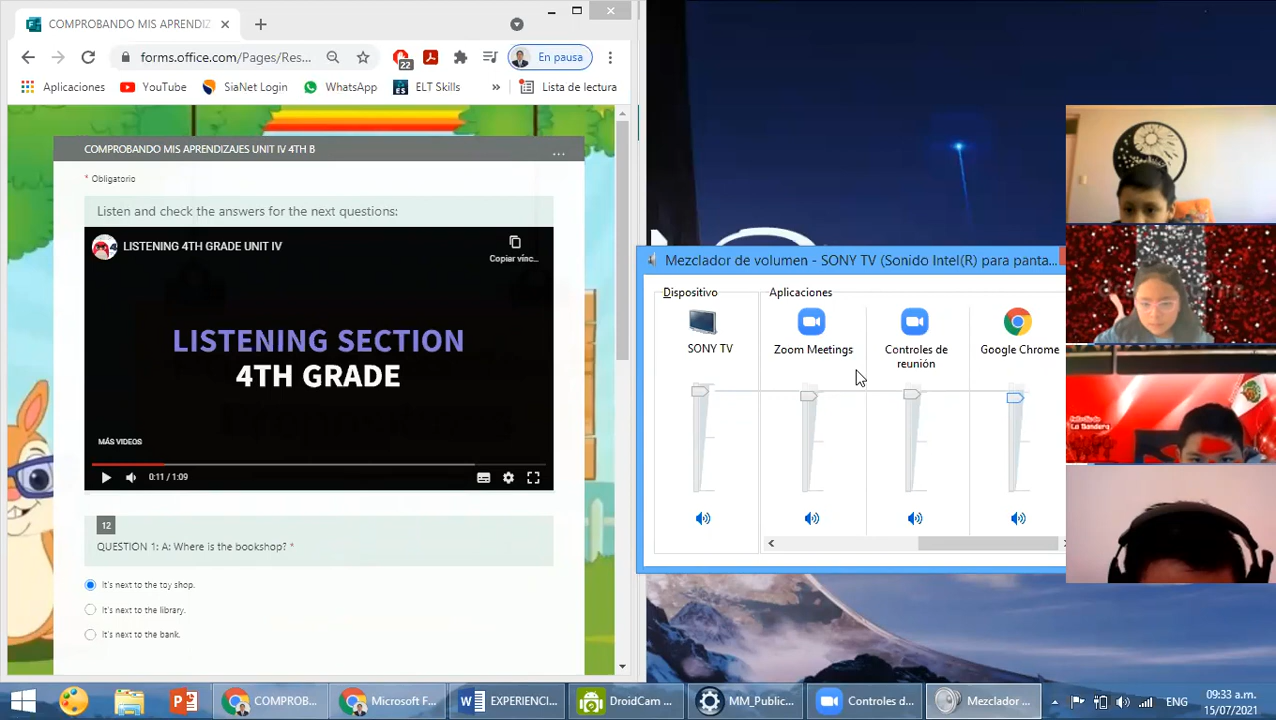 COMPROBANDO MIS APRENDIZ
forms.office.com/Pages/Res...
22
En pausa
Aplicaciones
YouTube
SiaNet Login
WhatsApp
ELT Skills
»
Lista de lectura
COMPROBANDO MIS APRENDIZAJES UNIT IV 4TH B
...
* Obligatorio
Listen and check the answers for the next questions:
LISTENING 4TH GRADE UNIT IV
Copiar vínc...
LISTENING SECTION
4TH GRADE
MÁS VIDEOS
0:11 / 1:09
12
QUESTION 1: A: Where is the bookshop? *
It's next to the toy shop.
It's next to the library.
It's next to the bank.
Mezclador de volumen - SONY TV (Sonido Intel(R) para panta...
Dispositivo
Aplicaciones
SONY TV
Zoom Meetings
Controles de
reunión
Google Chrome
La Bandera
COMPROB...
Microsoft F...
EXPERIENCI...
DroidCam ...
MM_Public...
Controles d...
Mezclador ...
ENG
09:33 a.m.
15/07/2021